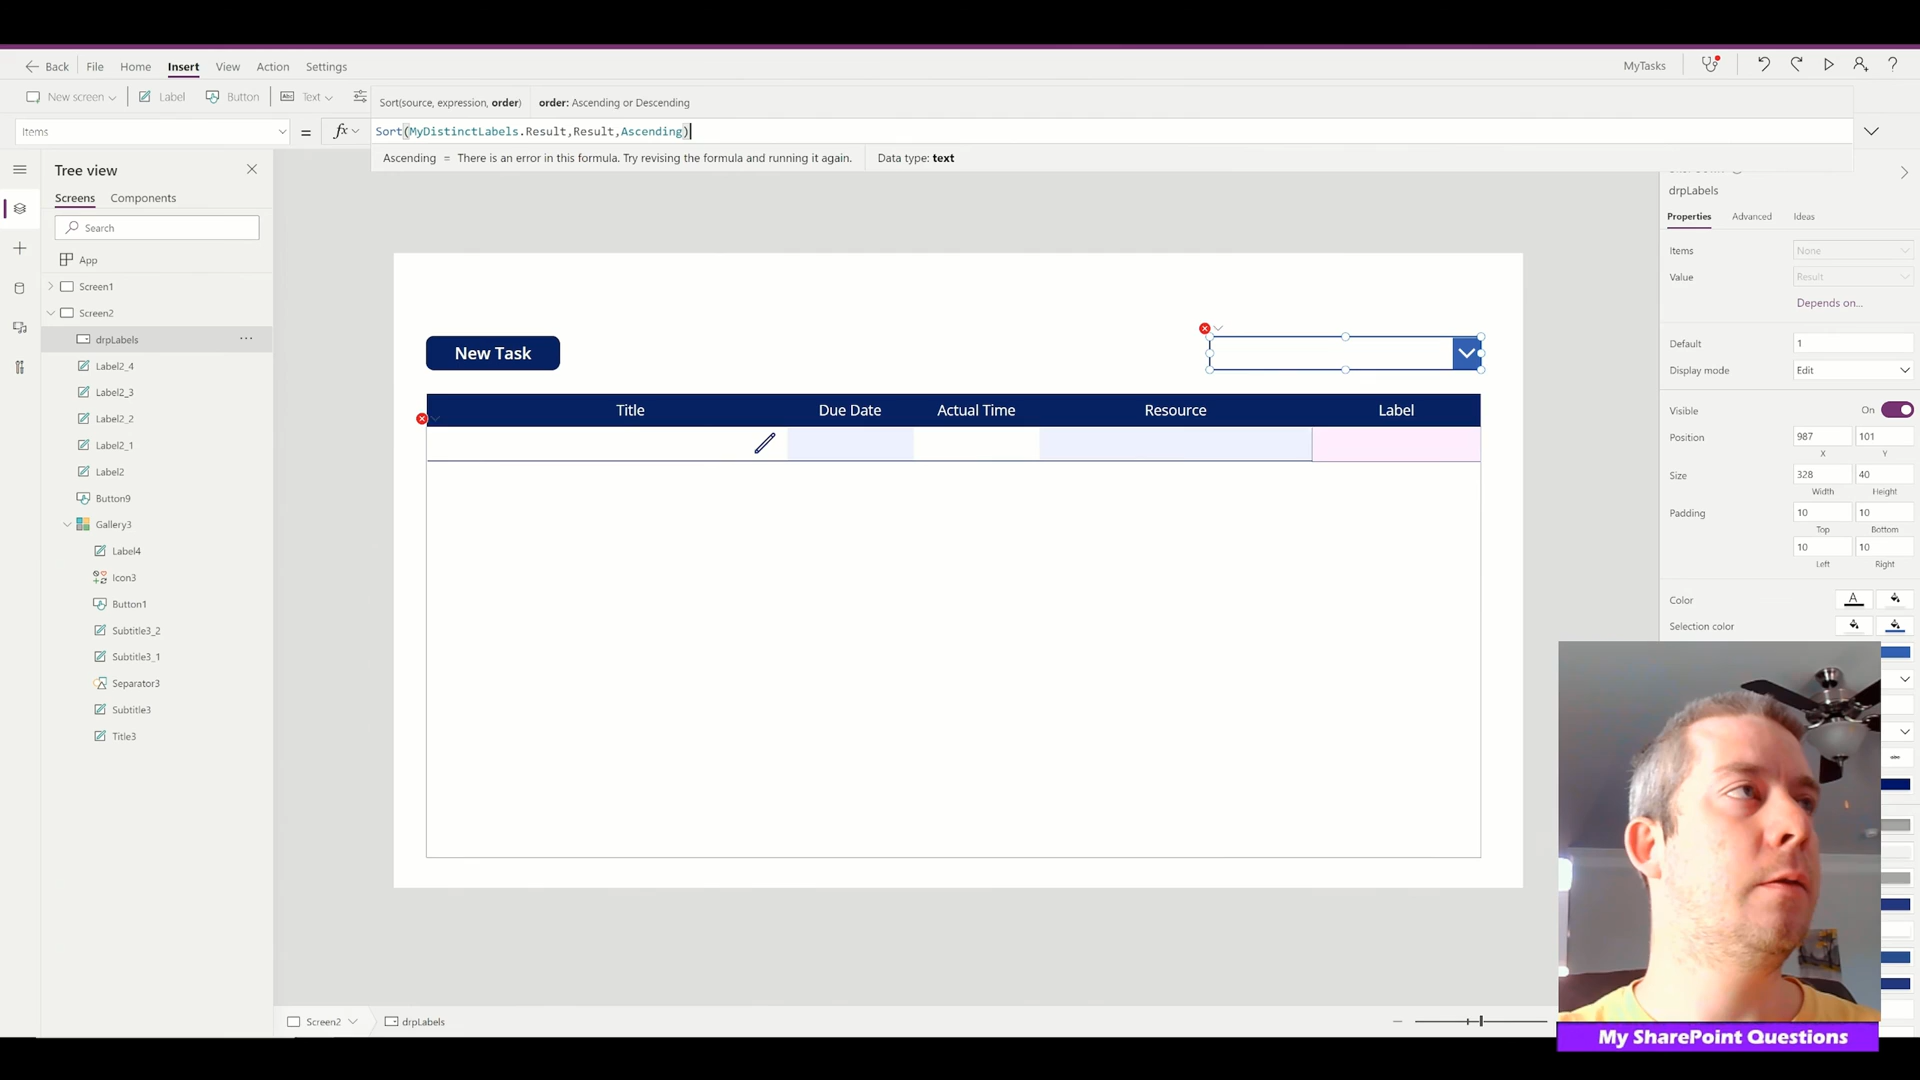 Back File Home Insert View Action Settings MyTasks
New screen Label Button Text
Sort(source, expression, order) order: Ascending or Descending
Items = fx Sort(MyDistinctLabels.Result,Result,Ascending)
Ascending = There is an error in this formula. Try revising the formula and running it again. Data type: text
Tree view
Screens Components
Search
App
Screen1
Screen2
drpLabels ...
Label2_4
Label2_3
Label2_2
Label2_1
Label2
Button9
Gallery3
Label4
Icon3
Button1
Subtitle3_2
Subtitle3_1
Separator3
Subtitle3
Title3
New Task
Title Due Date Actual Time Resource Label
drpLabels
Properties Advanced Ideas
Items None
Value Result
Depends on...
Default 1
Display mode Edit
Visible On
Position 987 101
X Y
Size 328 40
Width Height
Padding 10 10
Top Bottom
10 10
Left Right
Color A
Selection color
Screen2 drpLabels
My SharePoint Questions